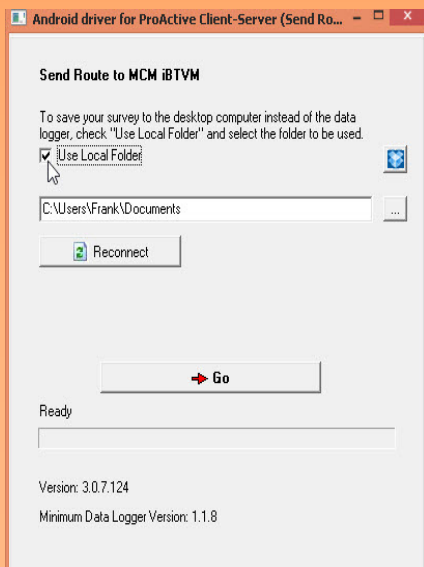 Android driver for ProActive Client-Server (Send Ro...
Send Route to MCM iBTVM
To save your survey to the desktop computer instead of the data
logger, check "Use Local Folder" and select the folder to be used.
Use Local Folder
C:\Users\Frank\Documents
...
Reconnect
Go
Ready
Version: 3.0.7.124
Minimum Data Logger Version: 1.1.8